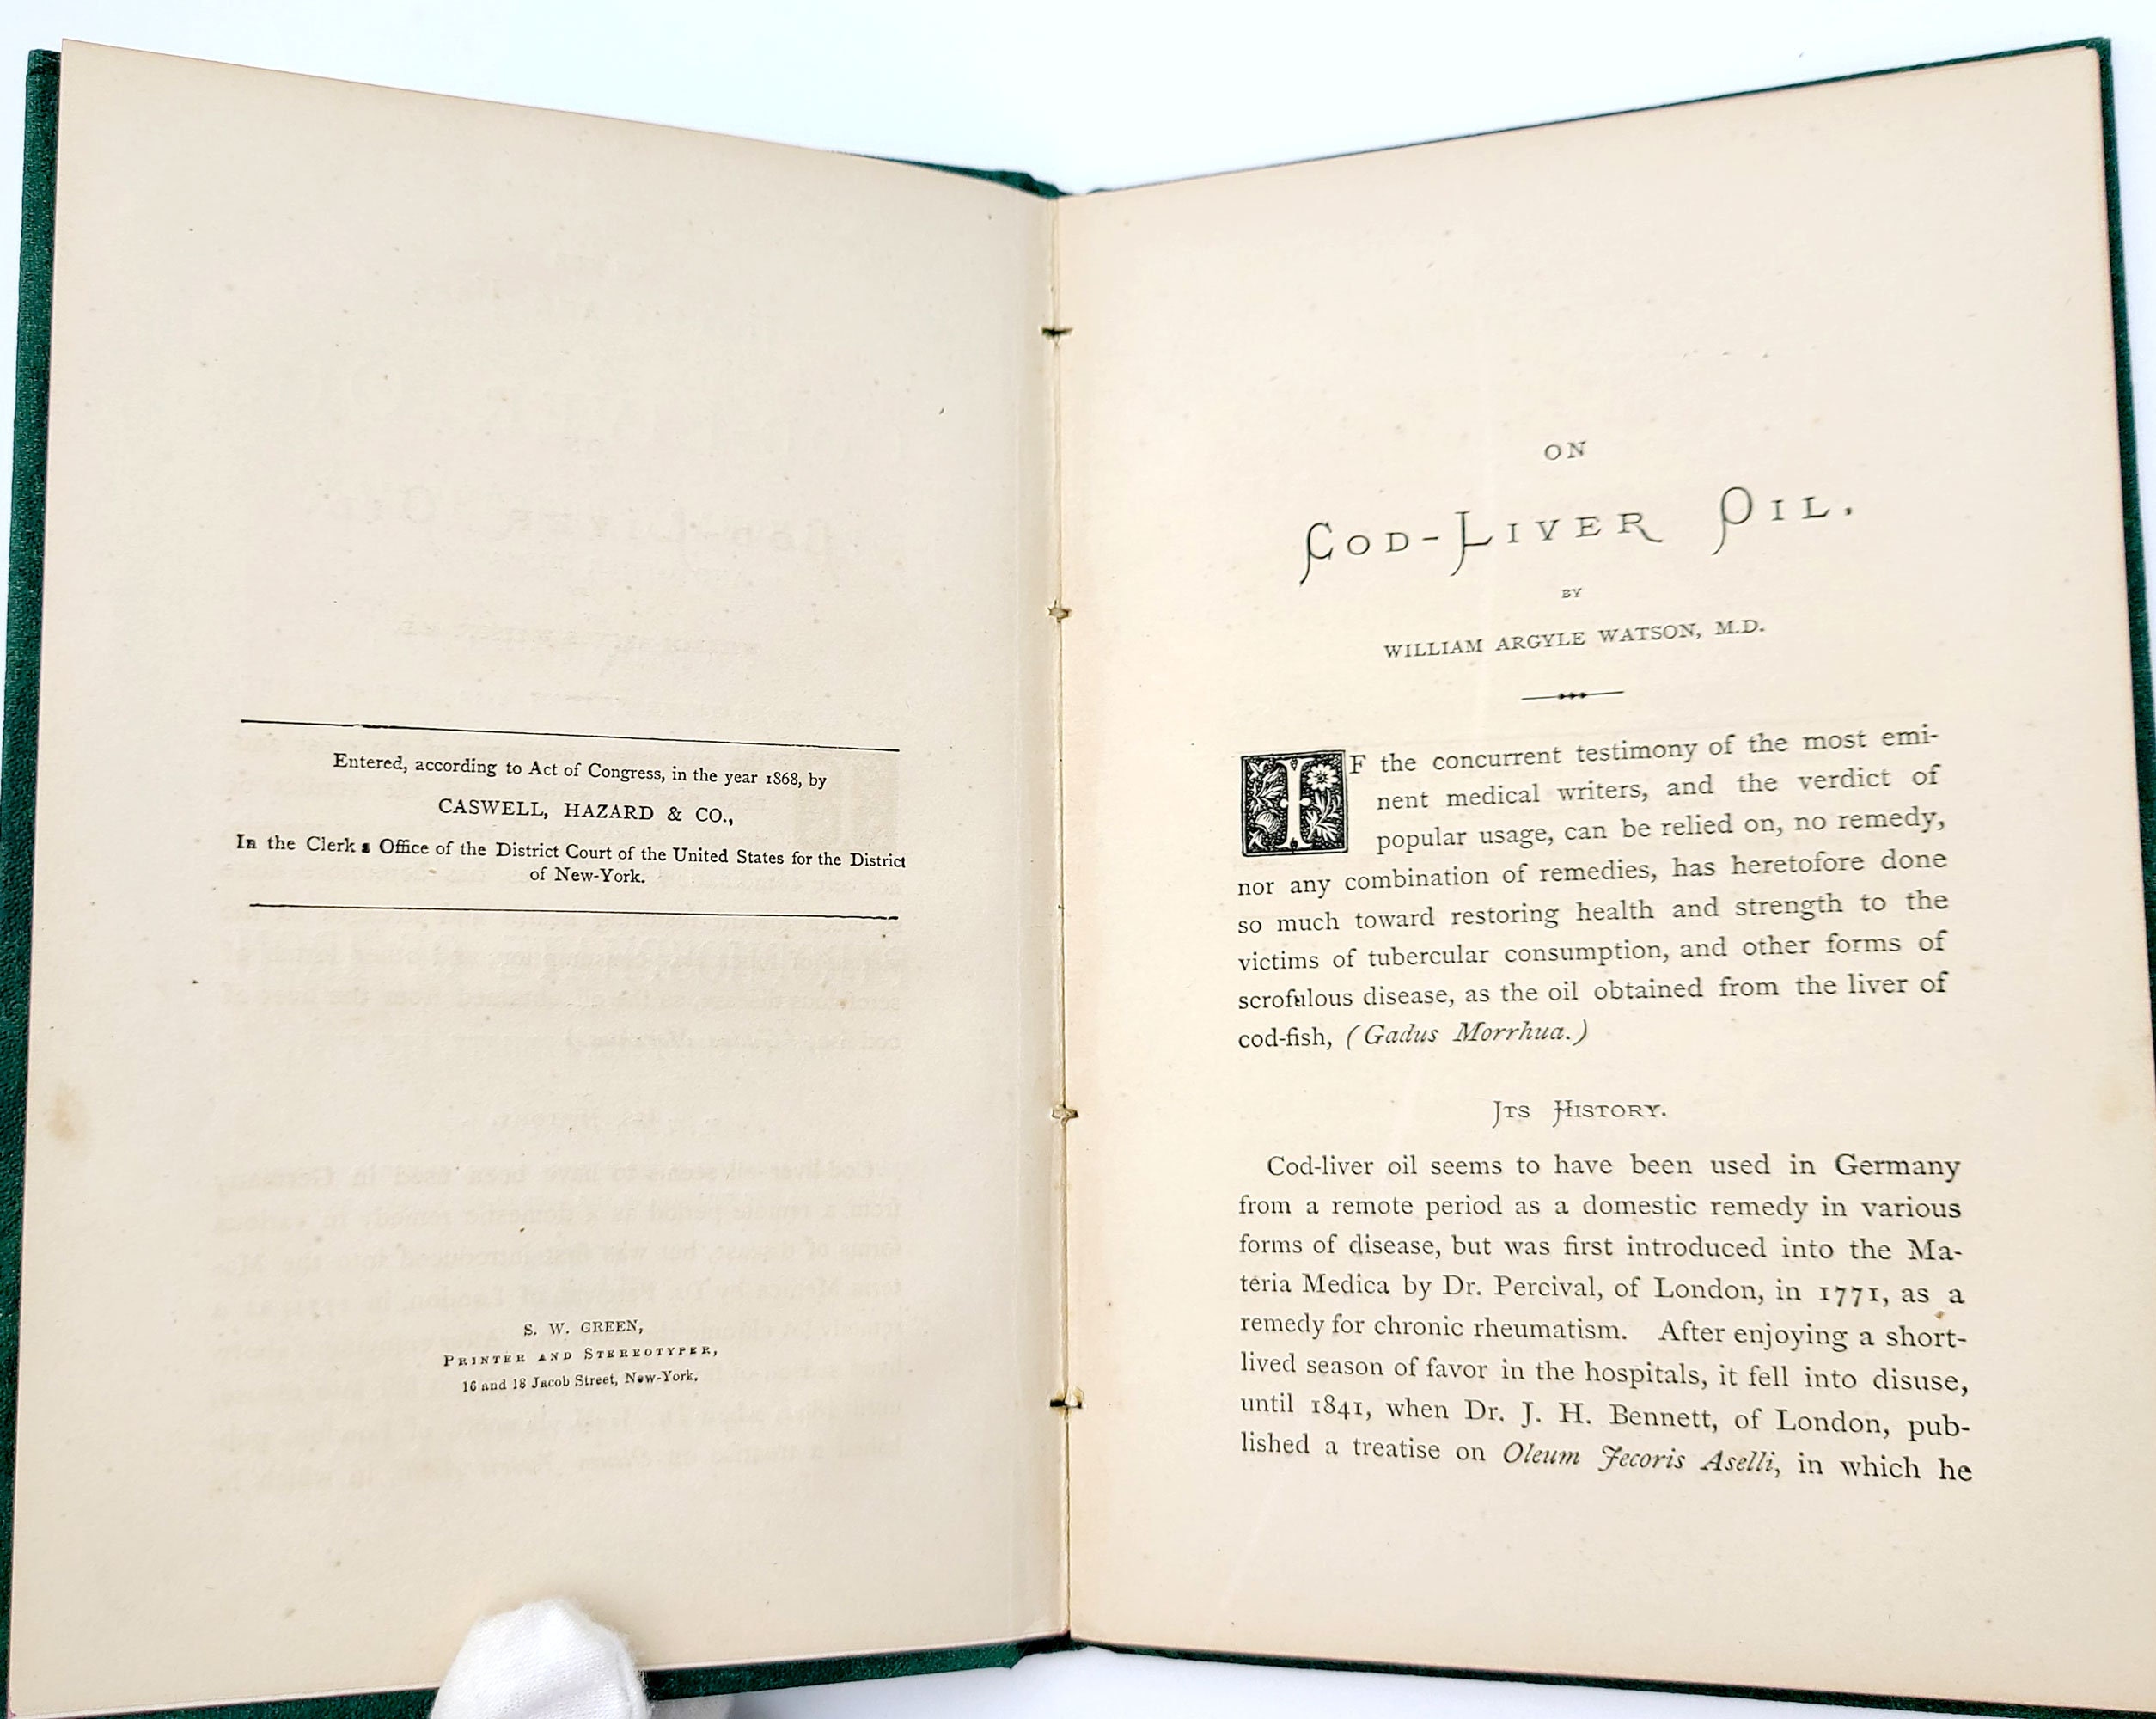 Entered, according to Act of Congress, in the year 1868, by
CASWELL, HAZARD & CO.,
In the Clerk s Office of the District Court of the United States for the District
of New-York.
S. W. GREEN,
PRINTER AND STEREOTYPER,
16 and 18 Jacob Street, New-York.
ON
COD-LIVER OIL.
BY
WILLIAM ARGYLE WATSON, M.D.
IF the concurrent testimony of the most emi-
nent medical writers, and the verdict of
popular usage, can be relied on, no remedy,
nor any combination of remedies, has heretofore done
so much toward restoring health and strength to the
victims of tubercular consumption, and other forms of
scrofulous disease, as the oil obtained from the liver of
cod-fish, (Gadus Morrhua.)
ITS HISTORY.
Cod-liver oil seems to have been used in Germany
from a remote period as a domestic remedy in various
forms of disease, but was first introduced into the Ma-
teria Medica by Dr. Percival, of London, in 1771, as a
remedy for chronic rheumatism. After enjoying a short-
lived season of favor in the hospitals, it fell into disuse,
until 1841, when Dr. J. H. Bennett, of London, pub-
lished a treatise on Oleum Jecoris Aselli, in which he